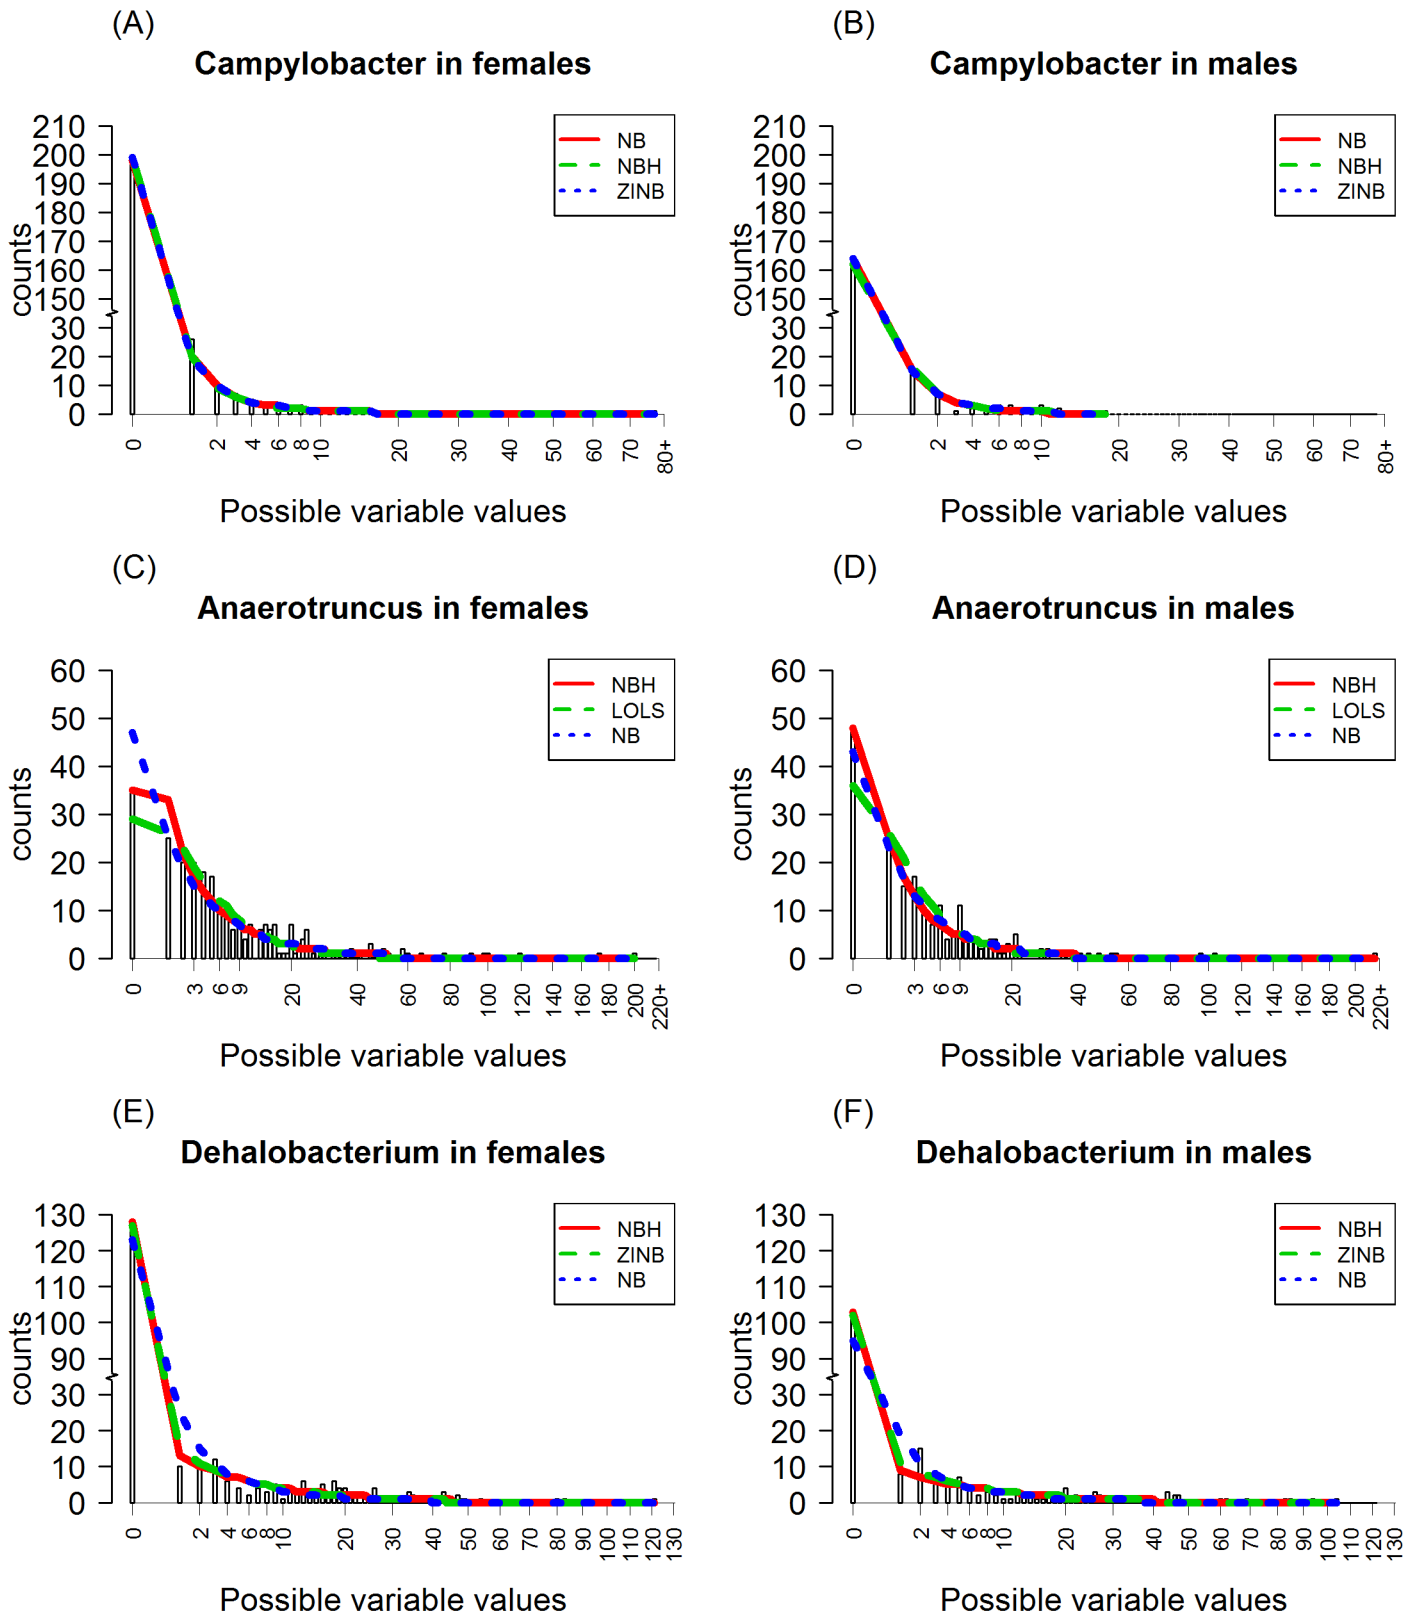 (A)
Campylobacter in females
counts
210
200
190
180
170
160
150
30
20
10
0
NB
NBH
ZINB
0 2 4 6 8 10 20 30 40 50 60 70 80+
Possible variable values
(B)
Campylobacter in males
counts
210
200
190
180
170
160
150
30
20
10
0
NB
NBH
ZINB
0 2 4 6 8 10 20 30 40 50 60 70 80+
Possible variable values
(C)
Anaerotruncus in females
counts
60
50
40
30
20
10
0
NBH
LOLS
NB
0 3 6 9 20 40 60 80 100 120 140 160 180 200 220+
Possible variable values
(D)
Anaerotruncus in males
counts
60
50
40
30
20
10
0
NBH
LOLS
NB
0 3 6 9 20 40 60 80 100 120 140 160 180 200 220+
Possible variable values
(E)
Dehalobacterium in females
counts
130
120
110
100
90
30
20
10
0
NBH
ZINB
NB
0 2 4 6 8 10 20 30 40 50 60 70 80 90 100 110 120 130
Possible variable values
(F)
Dehalobacterium in males
counts
130
120
110
100
90
30
20
10
0
NBH
ZINB
NB
0 2 4 6 8 10 20 30 40 50 60 70 80 90 100 110 120 130
Possible variable values